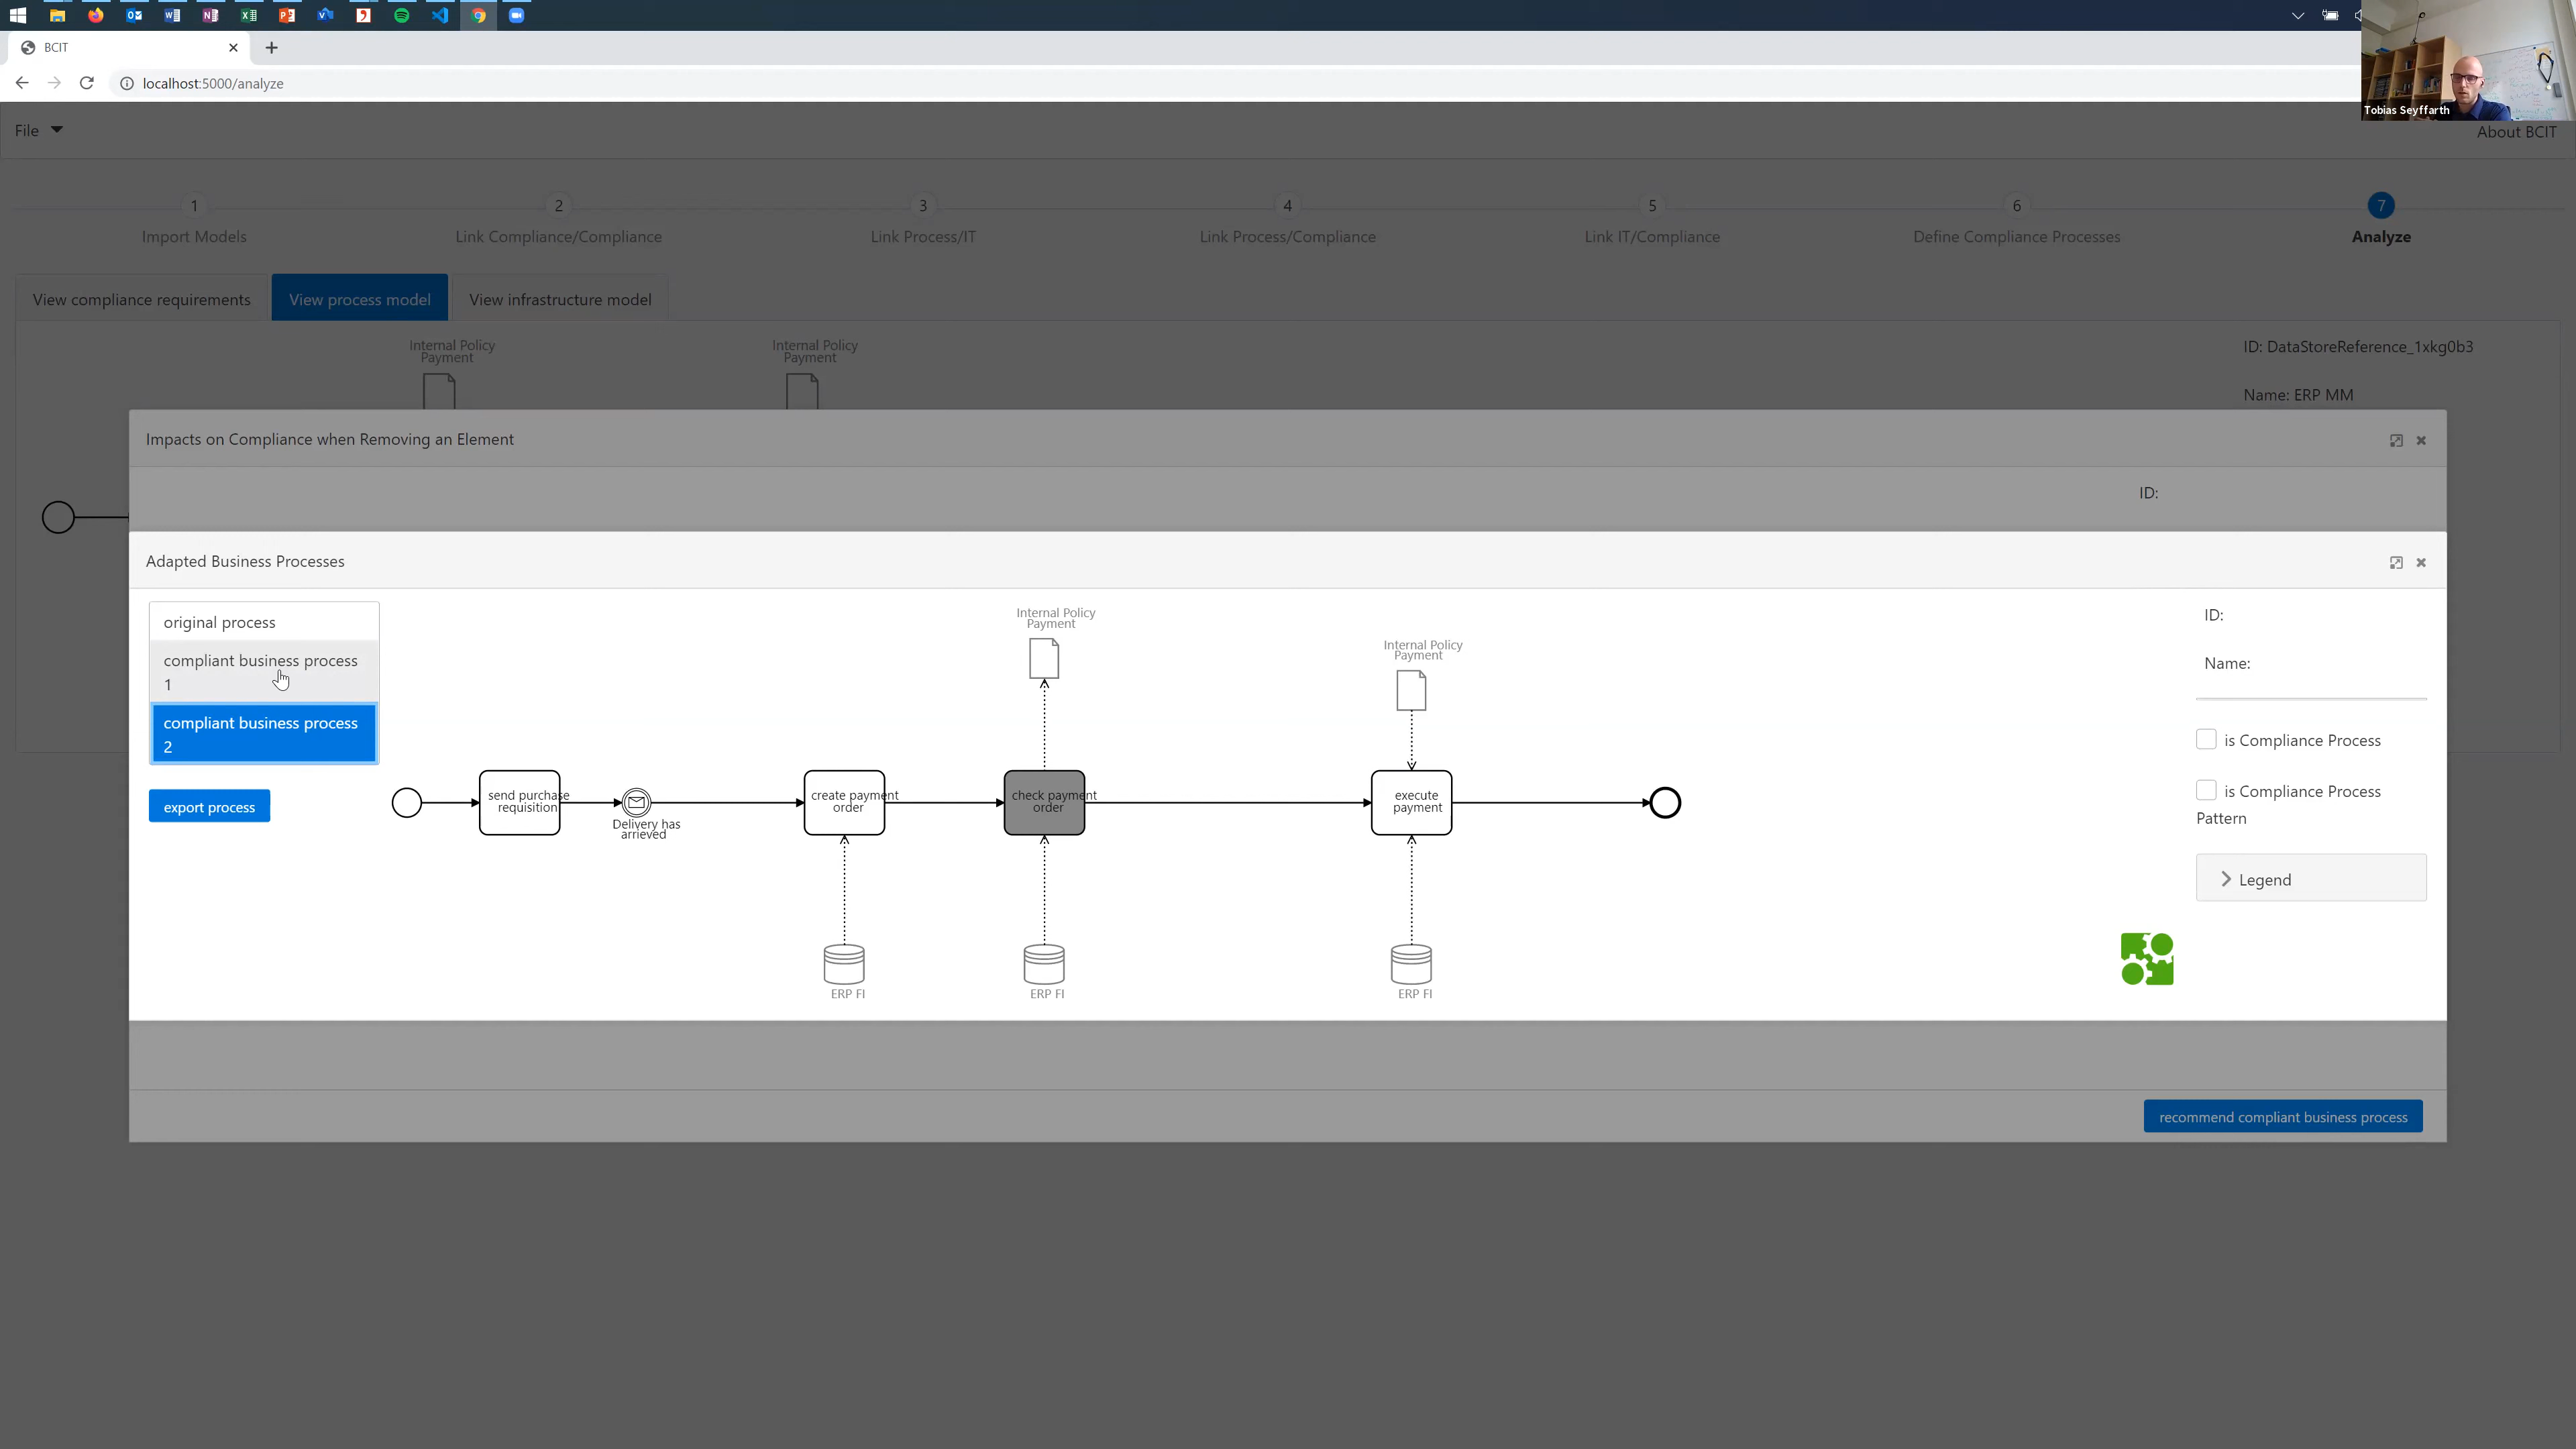 BCIT
localhost:5000/analyze
Tobias Seyffarth
File
About BCIT
1
2
3
4
5
6
7
Import Models
Link Compliance/Compliance
Link Process/IT
Link Process/Compliance
Link IT/Compliance
Define Compliance Processes
Analyze
View compliance requirements
View process model
View infrastructure model
Internal Policy
Payment
Internal Policy
Payment
ID: DataStoreReference_1xkg0b3
Name: ERP MM
Impacts on Compliance when Removing an Element
ID:
Adapted Business Processes
original process
compliant business process
1
compliant business process
2
export process
Internal Policy
Payment
Internal Policy
Payment
send purchase
requisition
Delivery has
arrieved
create payment
order
check payment
order
execute
payment
ERP FI
ERP FI
ERP FI
ID:
Name:
is Compliance Process
is Compliance Process
Pattern
Legend
recommend compliant business process